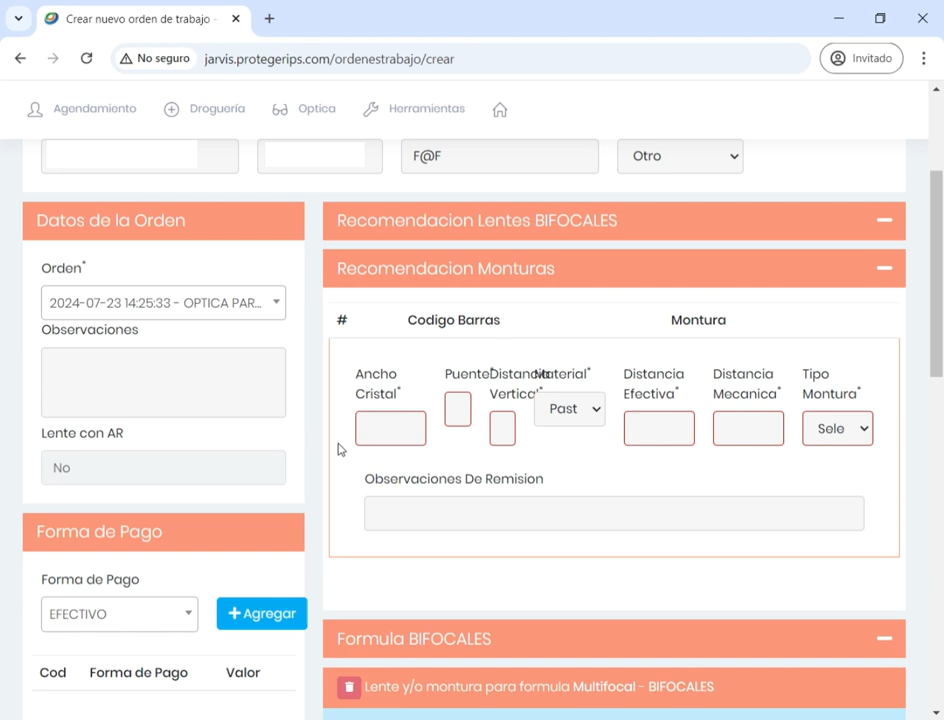 Crear nuevo orden de trabajo -
No seguro
jarvis.protegerips.com/ordenestrabajo/crear
Invitado
Agendamiento
Droguería
Optica
Herramientas
F@F
Otro
Datos de la Orden
Orden*
2024-07-23 14:25:33 - OPTICA PAR...
Observaciones
Lente con AR
No
Forma de Pago
Forma de Pago
EFECTIVO
+Agregar
Cod Forma de Pago Valor
Recomendacion Lentes BIFOCALES
Recomendacion Monturas
# Codigo Barras Montura
Ancho Cristal*
Puente*
Distancia Vertical*
Material*
Past
Distancia Efectiva*
Distancia Mecanica*
Tipo Montura*
Sele
Observaciones De Remision
Formula BIFOCALES
Lente y/o montura para formula Multifocal - BIFOCALES